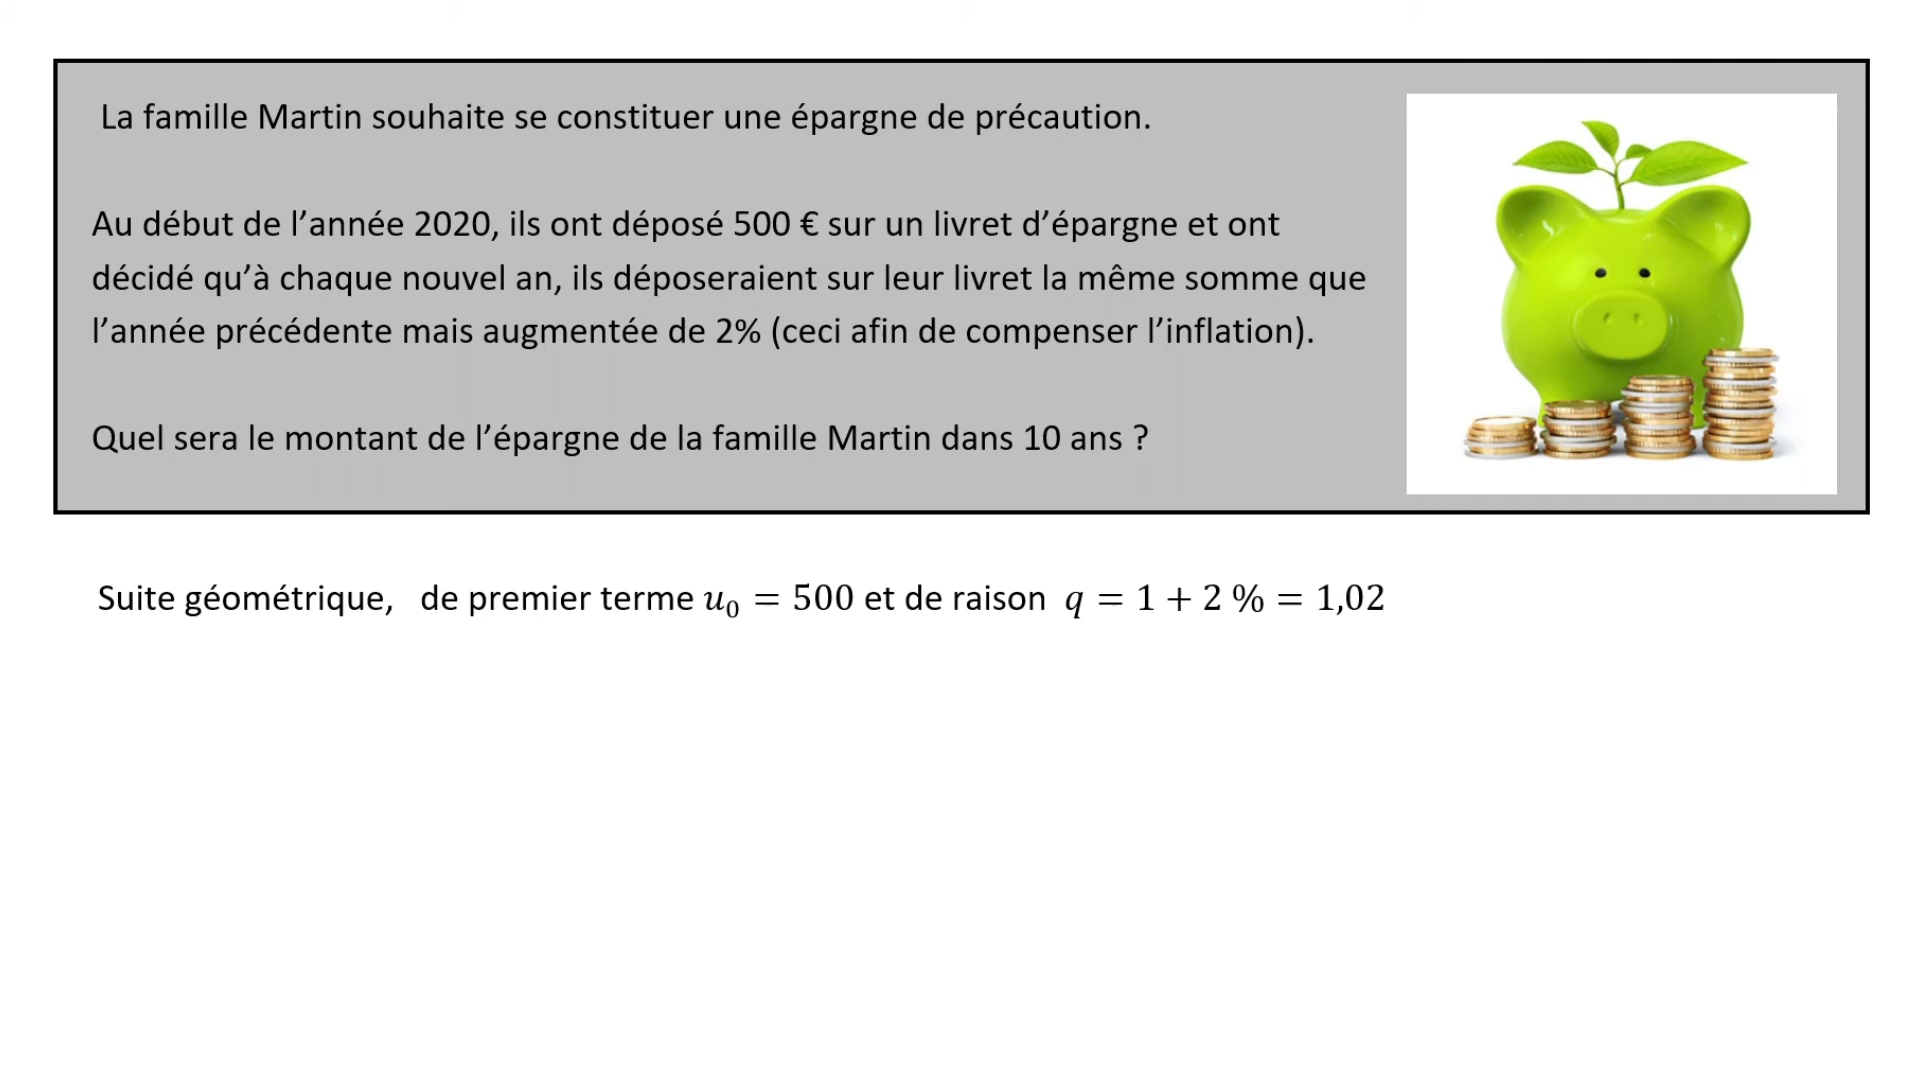 La famille Martin souhaite se constituer une épargne de précaution.
Au début de l’année 2020, ils ont déposé 500 € sur un livret d’épargne et ont
décidé qu’à chaque nouvel an, ils déposeraient sur leur livret la même somme que
l’année précédente mais augmentée de 2% (ceci afin de compenser l’inflation).
Quel sera le montant de l’épargne de la famille Martin dans 10 ans ?
Suite géométrique, de premier terme u₀ = 500 et de raison q = 1 + 2 % = 1,02